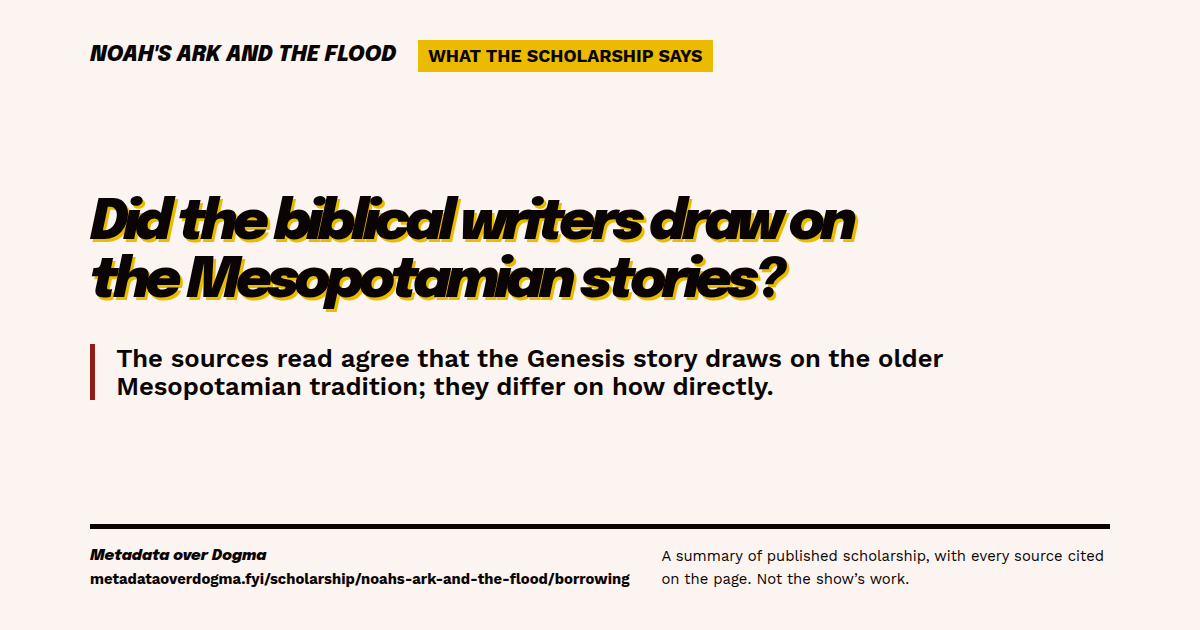 NOAH'S ARK AND THE FLOOD
WHAT THE SCHOLARSHIP SAYS
Did the biblical writers draw on
the Mesopotamian stories?
The sources read agree that the Genesis story draws on the older
Mesopotamian tradition; they differ on how directly.
Metadata over Dogma
metadataoverdogma.fyi/scholarship/noahs-ark-and-the-flood/borrowing
A summary of published scholarship, with every source cited
on the page. Not the show’s work.